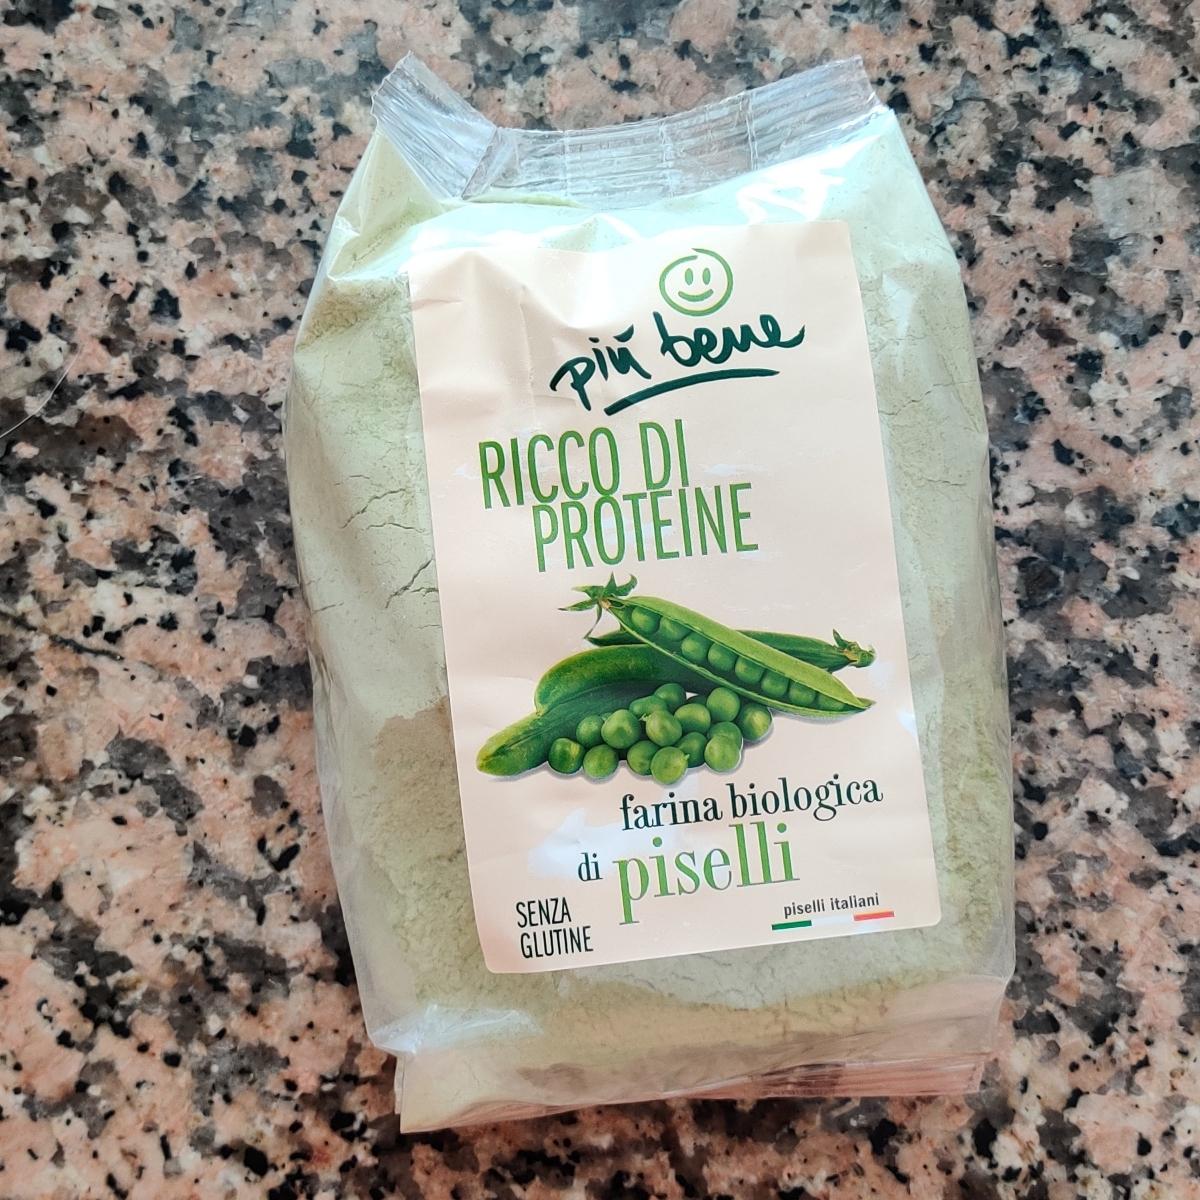 più bene
RICCO DI
PROTEINE
farina biologica
di piselli
SENZA
GLUTINE
piselli italiani